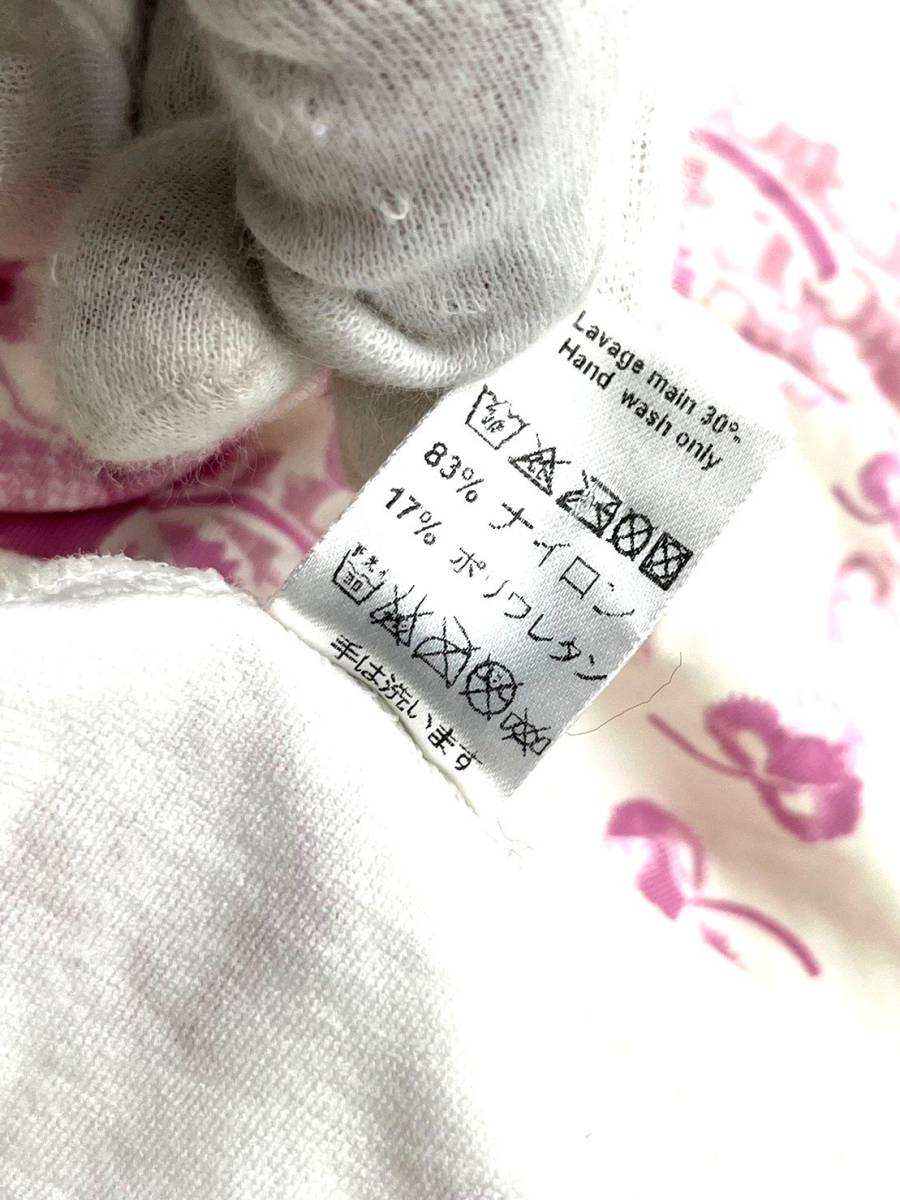 Lavage main 30°.
Hand wash only
83% ナイロン
17% ポリウレタン
30
手は洗います